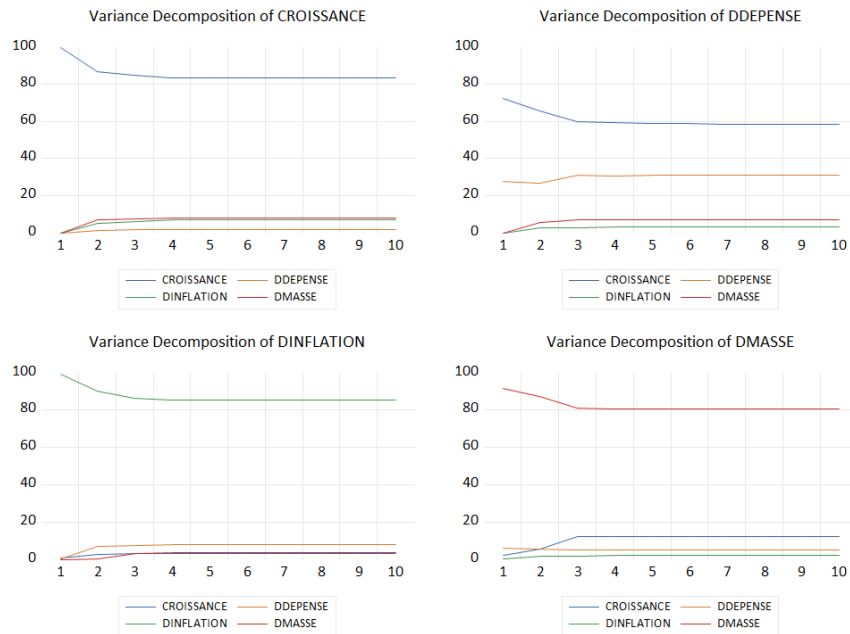 Variance Decomposition of CROISSANCE
100
80
60
40
20
0
1 2 3 4 5 6 7 8 9 10
CROISSANCE DDEPENSE
DINFLATION DMASSE
Variance Decomposition of DDEPENSE
100
80
60
40
20
0
1 2 3 4 5 6 7 8 9 10
CROISSANCE DDEPENSE
DINFLATION DMASSE
Variance Decomposition of DINFLATION
100
80
60
40
20
0
1 2 3 4 5 6 7 8 9 10
CROISSANCE DDEPENSE
DINFLATION DMASSE
Variance Decomposition of DMASSE
100
80
60
40
20
0
1 2 3 4 5 6 7 8 9 10
CROISSANCE DDEPENSE
DINFLATION DMASSE